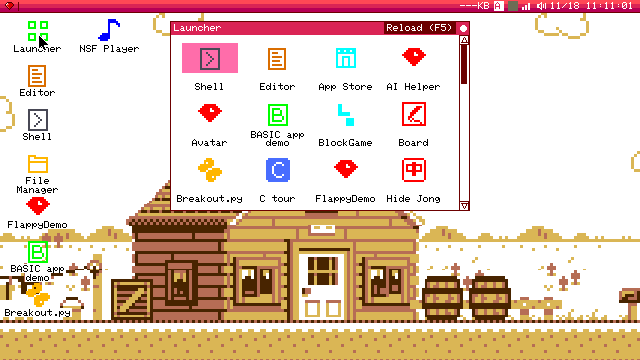 ---KB A 11/18 11:11:01
Launcher
NSF Player
Editor
Shell
File
Manager
FlappyDemo
BASIC app
demo
Breakout.py
Launcher Reload (F5)
Shell Editor App Store AI Helper
Avatar BASIC app
demo BlockGame Board
Breakout.py C tour FlappyDemo Hide Jong